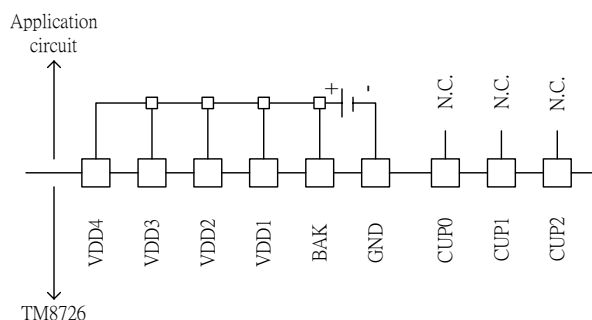 Application
circuit
+
-
N.C.
N.C.
N.C.
VDD4
VDD3
VDD2
VDD1
BAK
GND
CUP0
CUP1
CUP2
TM8726